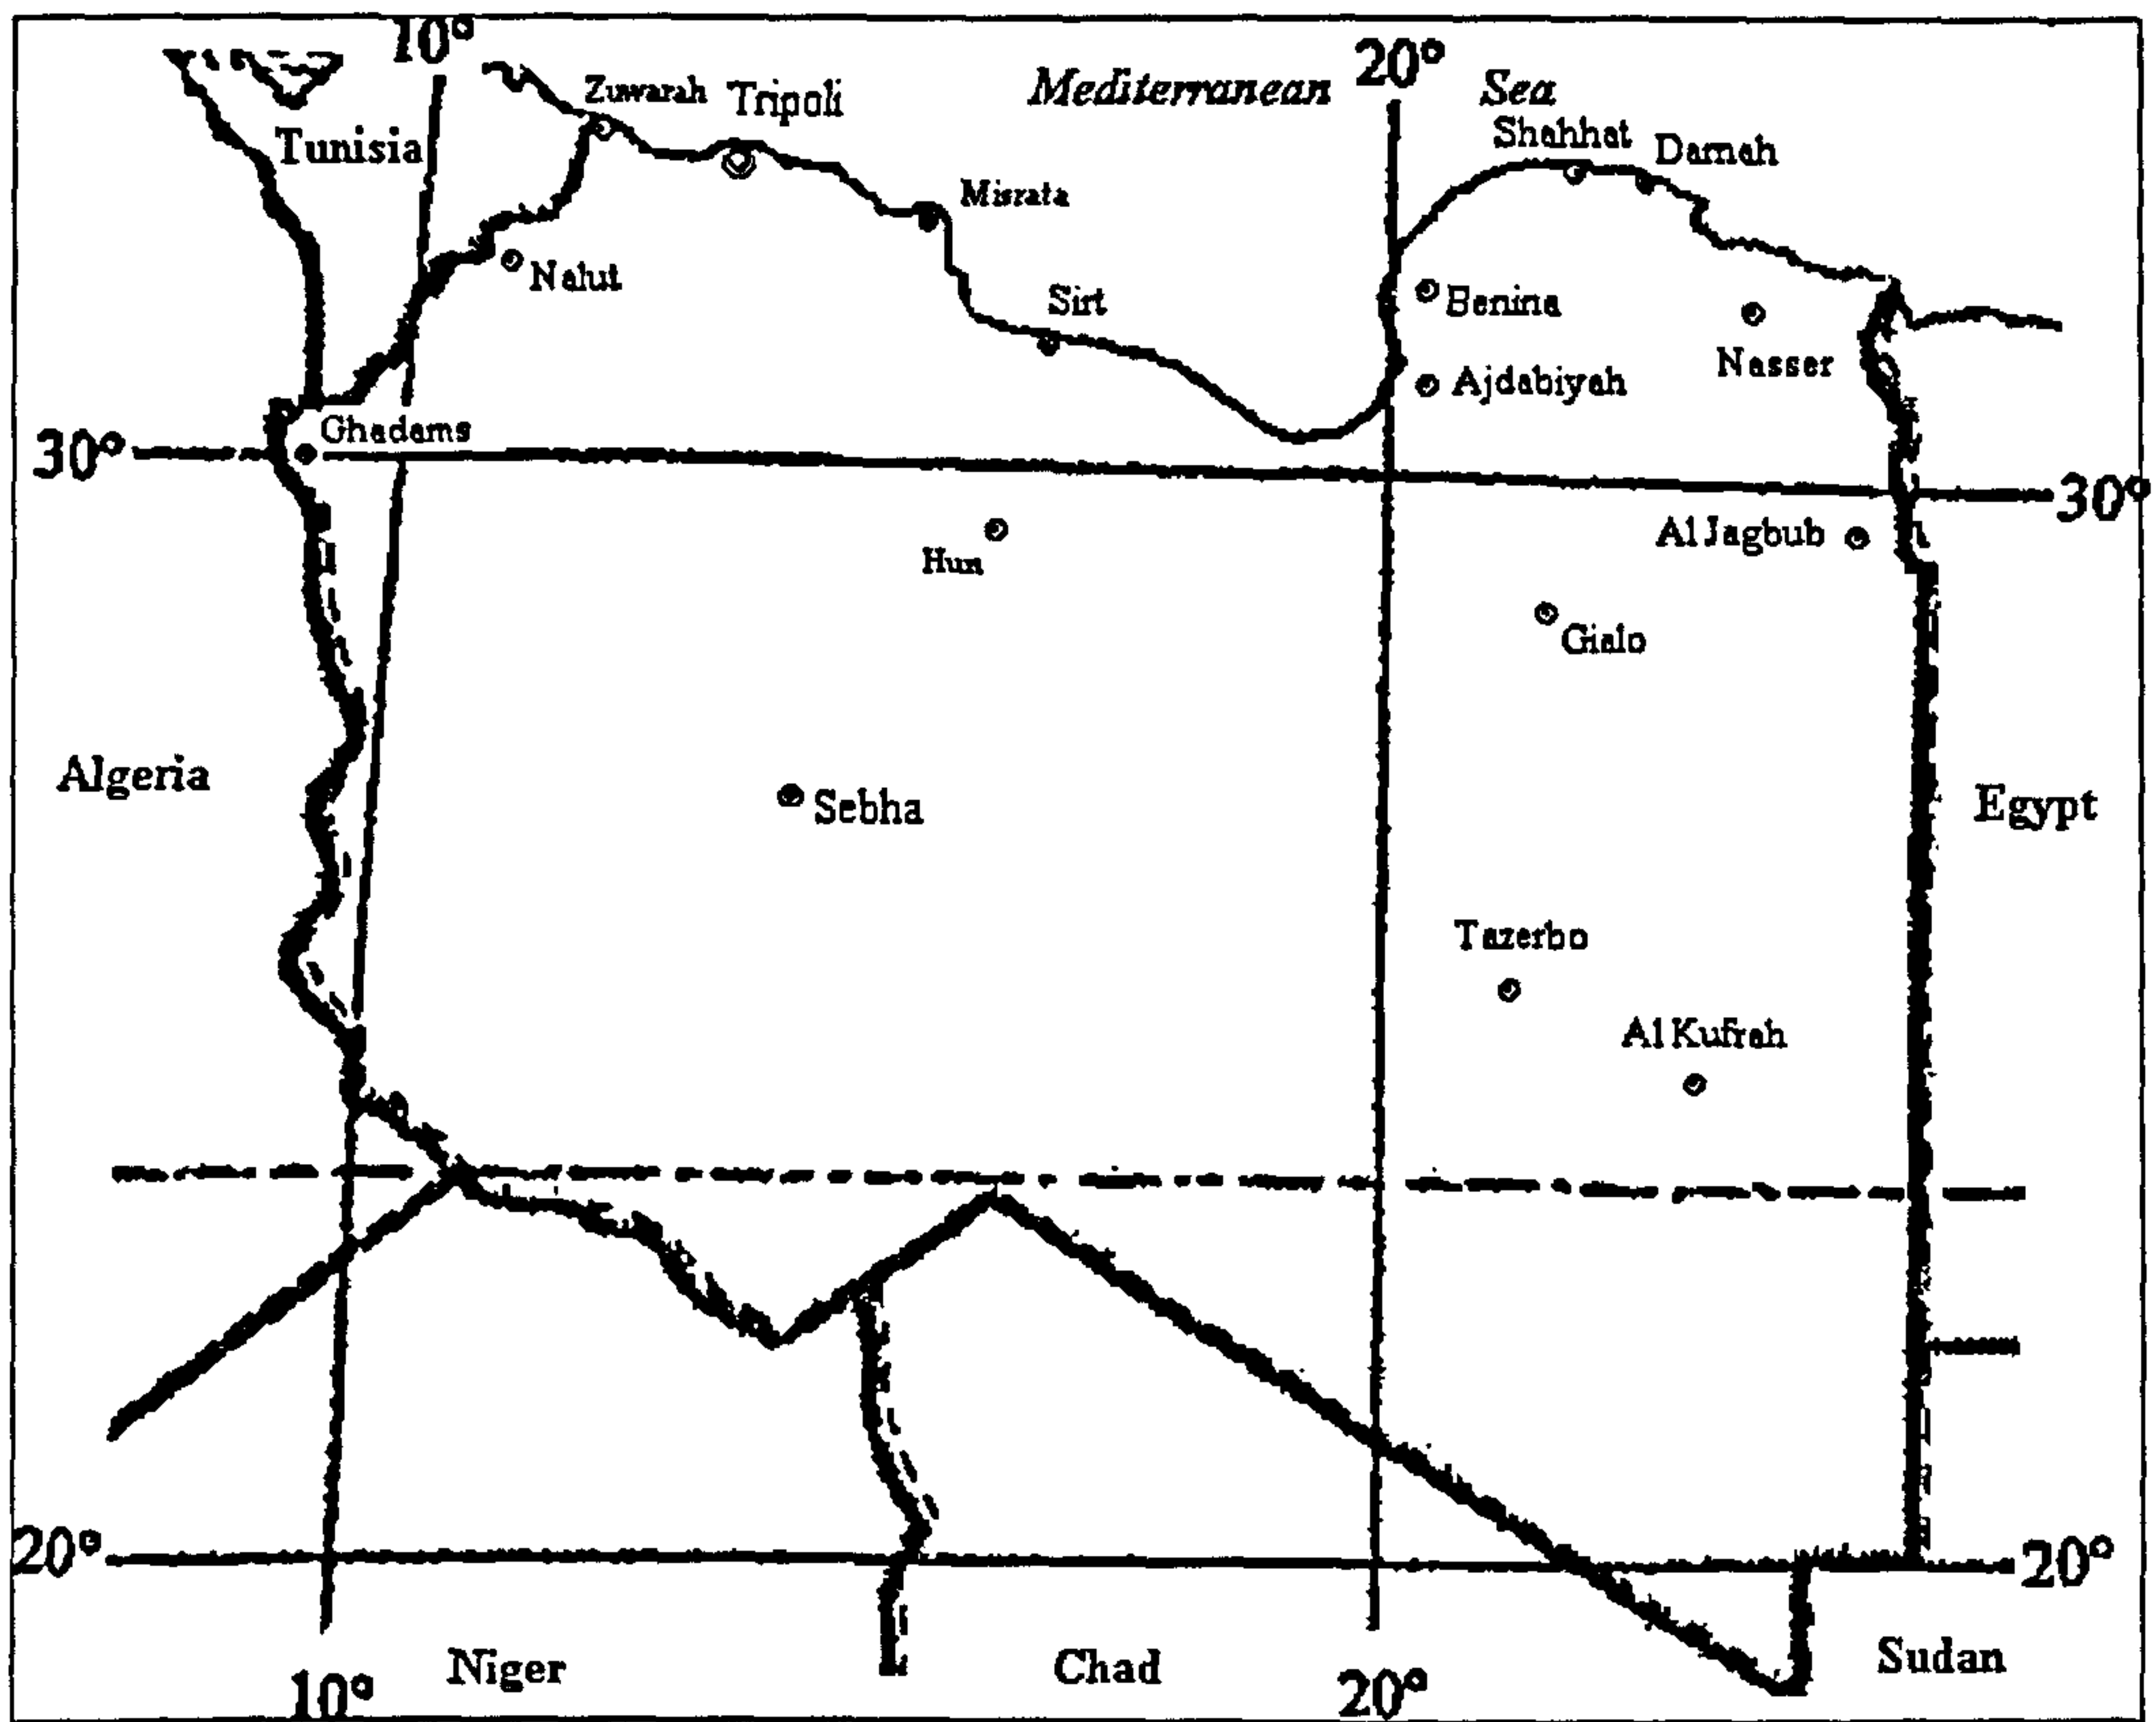 10°
20°
Mediterranean Sea
Zuwarah
Tripoli
Tunisia
Shahhat
Darnah
Misrata
Nalut
Sirt
Benina
Nasser
Ajdabiyah
Ghadams
30°
30°
Al Jagbub
Hun
Gialo
Algeria
Sebha
Egypt
Tazerbo
Al Kufrah
20°
20°
Niger
Chad
Sudan
10°
20°